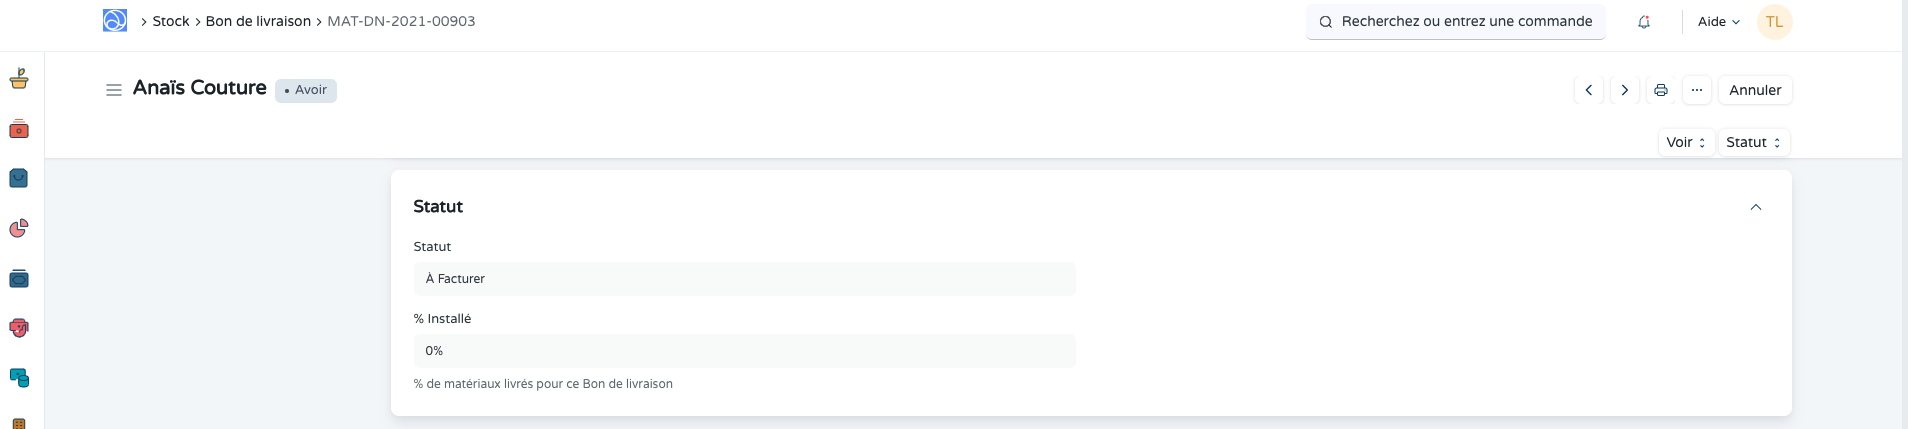 Stock Bon de livraison MAT-DN-2021-00903
Recherchez ou entrez une commande
Aide
TL
Anaïs Couture
• Avoir
Annuler
Voir
Statut
Statut
Statut
À Facturer
% Installé
0%
% de matériaux livrés pour ce Bon de livraison